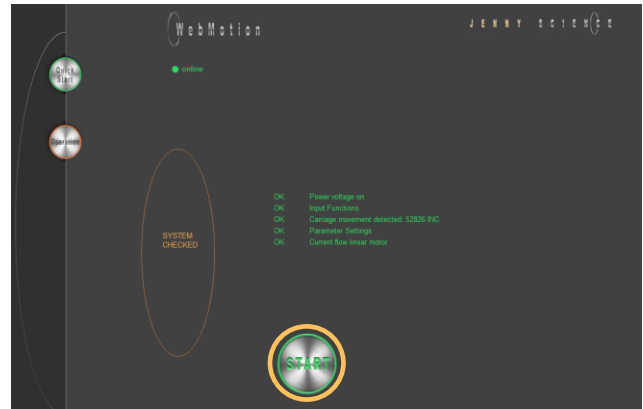 WebMotion
JENNY SCIENCE
online
Quick
Start
Operation
OK Power voltage on
OK Input Functions
OK Carriage movement detected: 52826 INC
OK Parameter Settings
OK Current flow linear motor
SYSTEM
CHECKED
START